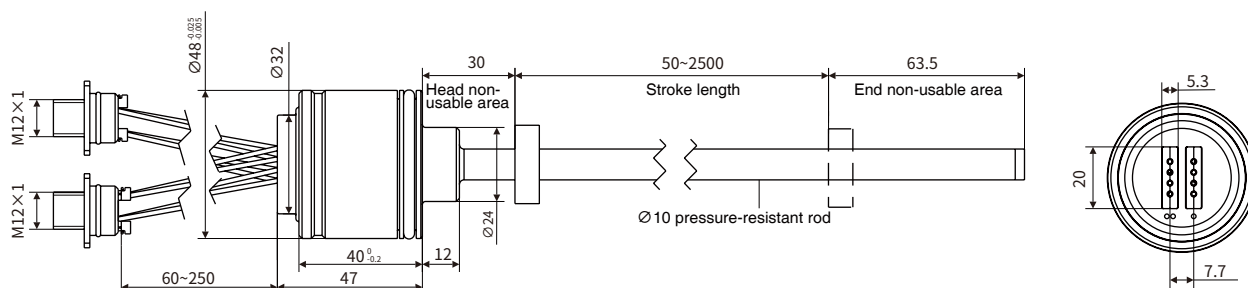 M12×1
M12×1
Ø48 -0.025 -0.005
Ø32
30
Head non-
usable area
50~2500
Stroke length
63.5
End non-usable area
5.3
20
7.7
Ø24
Ø10 pressure-resistant rod
40 0 -0.2
12
60~250
47